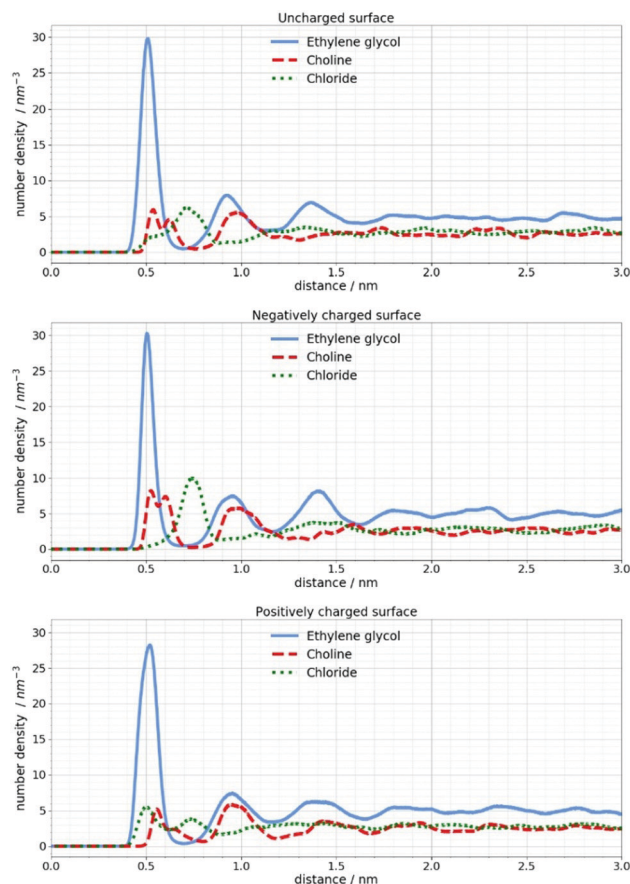 Uncharged surface
number density / nm⁻³
30
25
20
15
10
5
0
Ethylene glycol
Choline
Chloride
0.0 0.5 1.0 1.5 2.0 2.5 3.0
distance / nm
Negatively charged surface
number density / nm⁻³
30
25
20
15
10
5
0
Ethylene glycol
Choline
Chloride
0.0 0.5 1.0 1.5 2.0 2.5 3.0
distance / nm
Positively charged surface
number density / nm⁻³
30
25
20
15
10
5
0
Ethylene glycol
Choline
Chloride
0.0 0.5 1.0 1.5 2.0 2.5 3.0
distance / nm